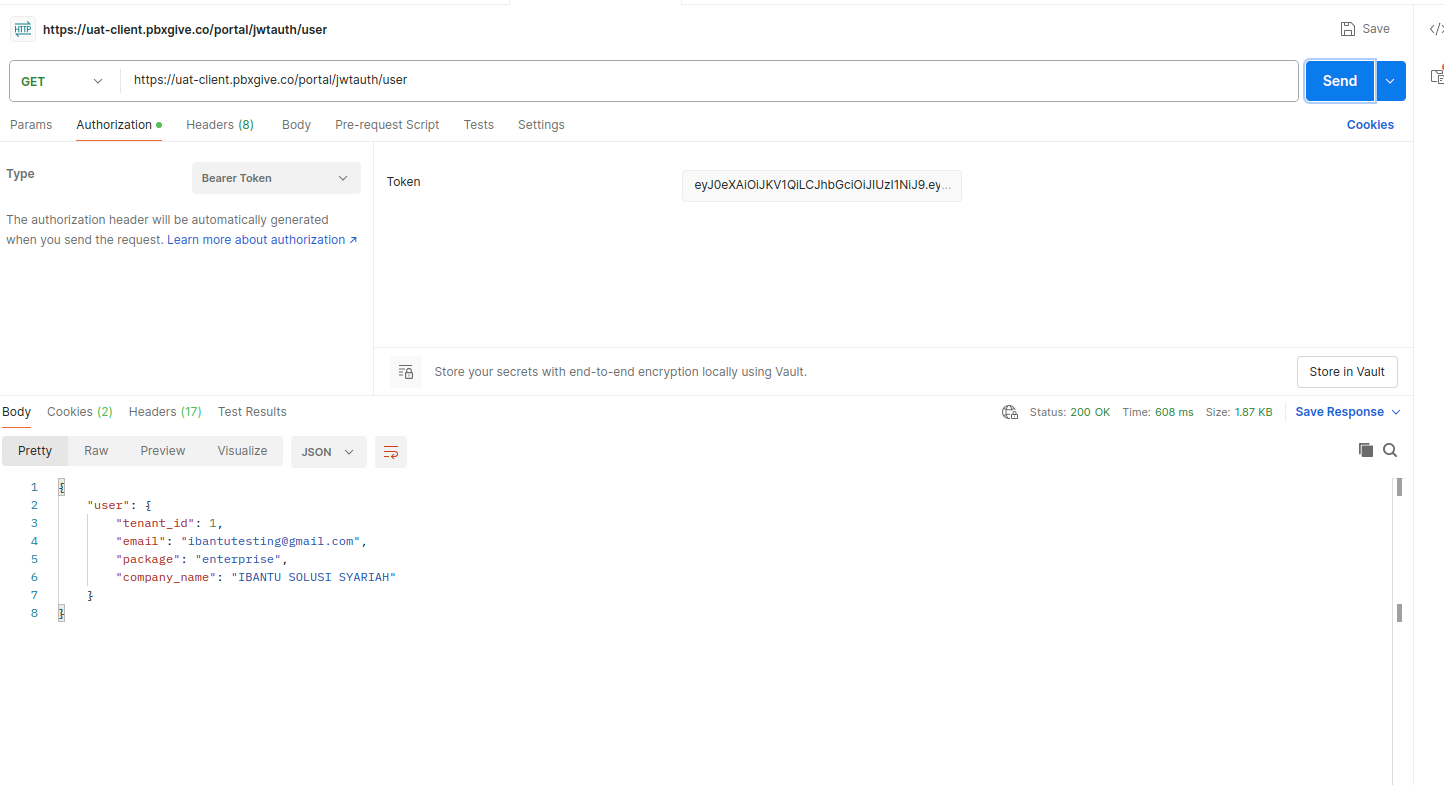 HTTP https://uat-client.pbxgive.co/portal/jwtauth/user Save
GET https://uat-client.pbxgive.co/portal/jwtauth/user Send
Params Authorization Headers (8) Body Pre-request Script Tests Settings Cookies
Type Bearer Token
Token eyJ0eXAiOiJKV1QiLCJhbGciOiJIUzI1NiJ9.ey...
The authorization header will be automatically generated
when you send the request. Learn more about authorization ↗
Store your secrets with end-to-end encryption locally using Vault. Store in Vault
Body Cookies (2) Headers (17) Test Results Status: 200 OK Time: 608 ms Size: 1.87 KB Save Response
Pretty Raw Preview Visualize JSON
1 {
2 "user": {
3 "tenant_id": 1,
4 "email": "ibantutesting@gmail.com",
5 "package": "enterprise",
6 "company_name": "IBANTU SOLUSI SYARIAH"
7 }
8 }